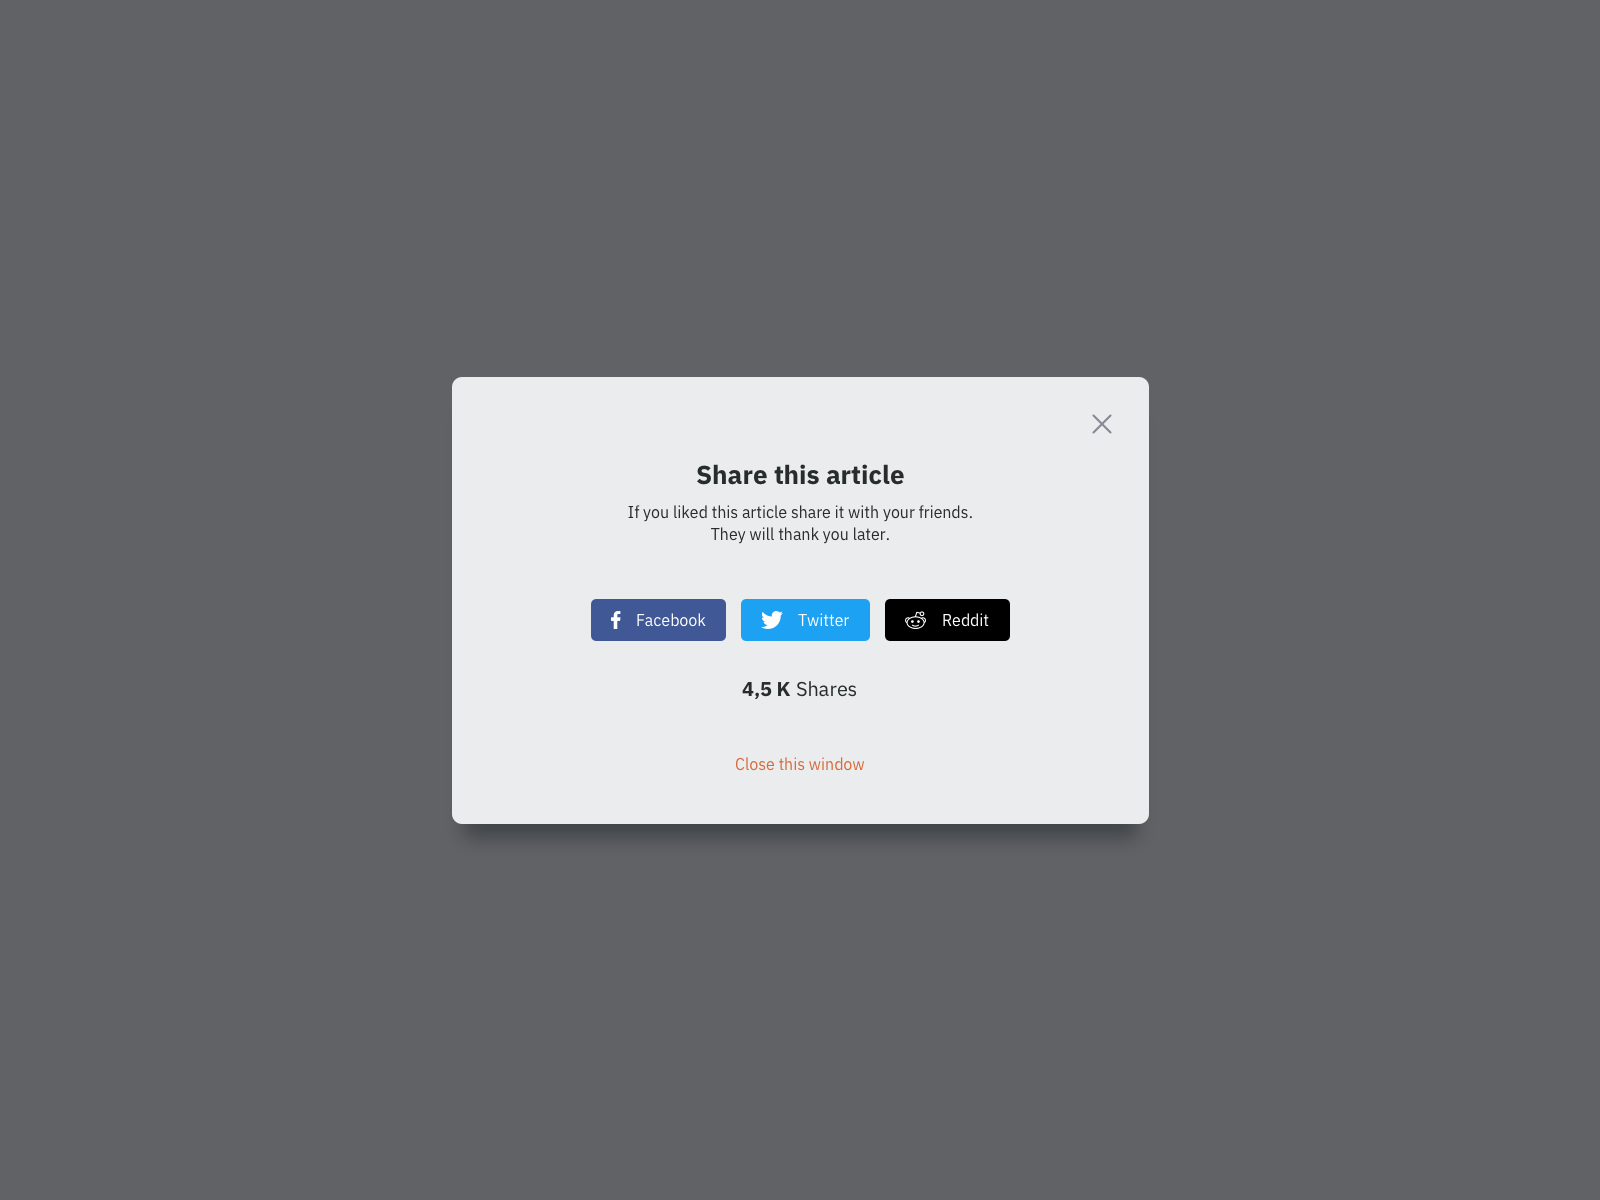 Share this article
If you liked this article share it with your friends.
They will thank you later.
Facebook
Twitter
Reddit
4,5 K Shares
Close this window